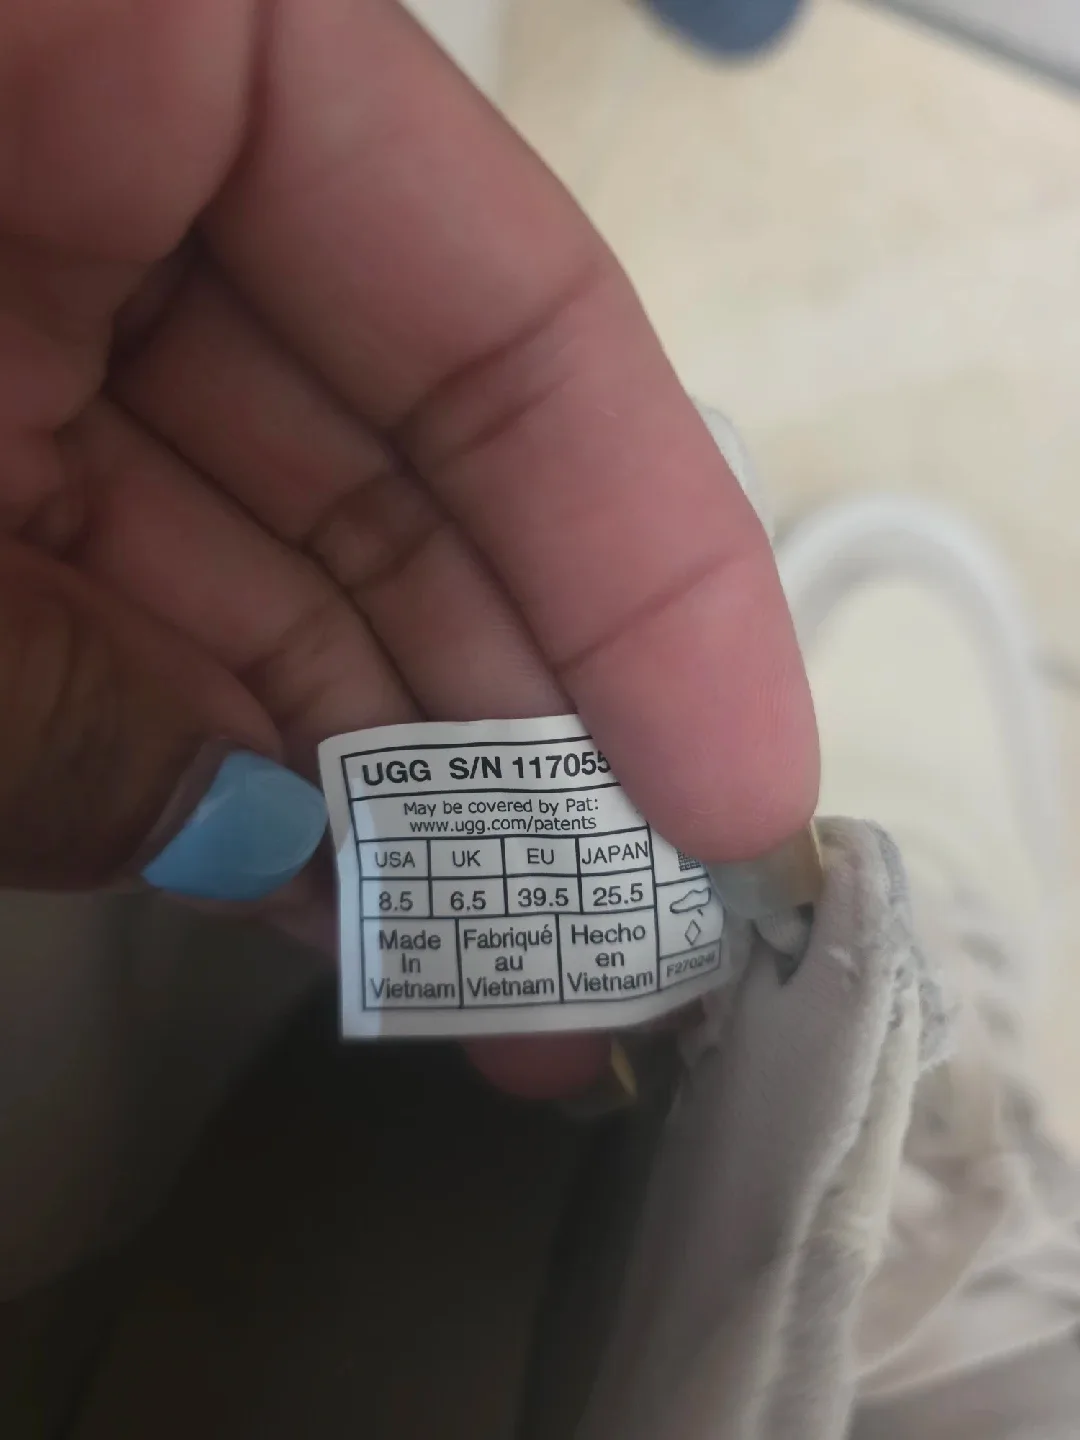 UGG S/N 117055
May be covered by Pat:
www.ugg.com/patents
USA UK EU JAPAN
8.5 6.5 39.5 25.5
Made Fabriqué Hecho
In au en
Vietnam Vietnam Vietnam